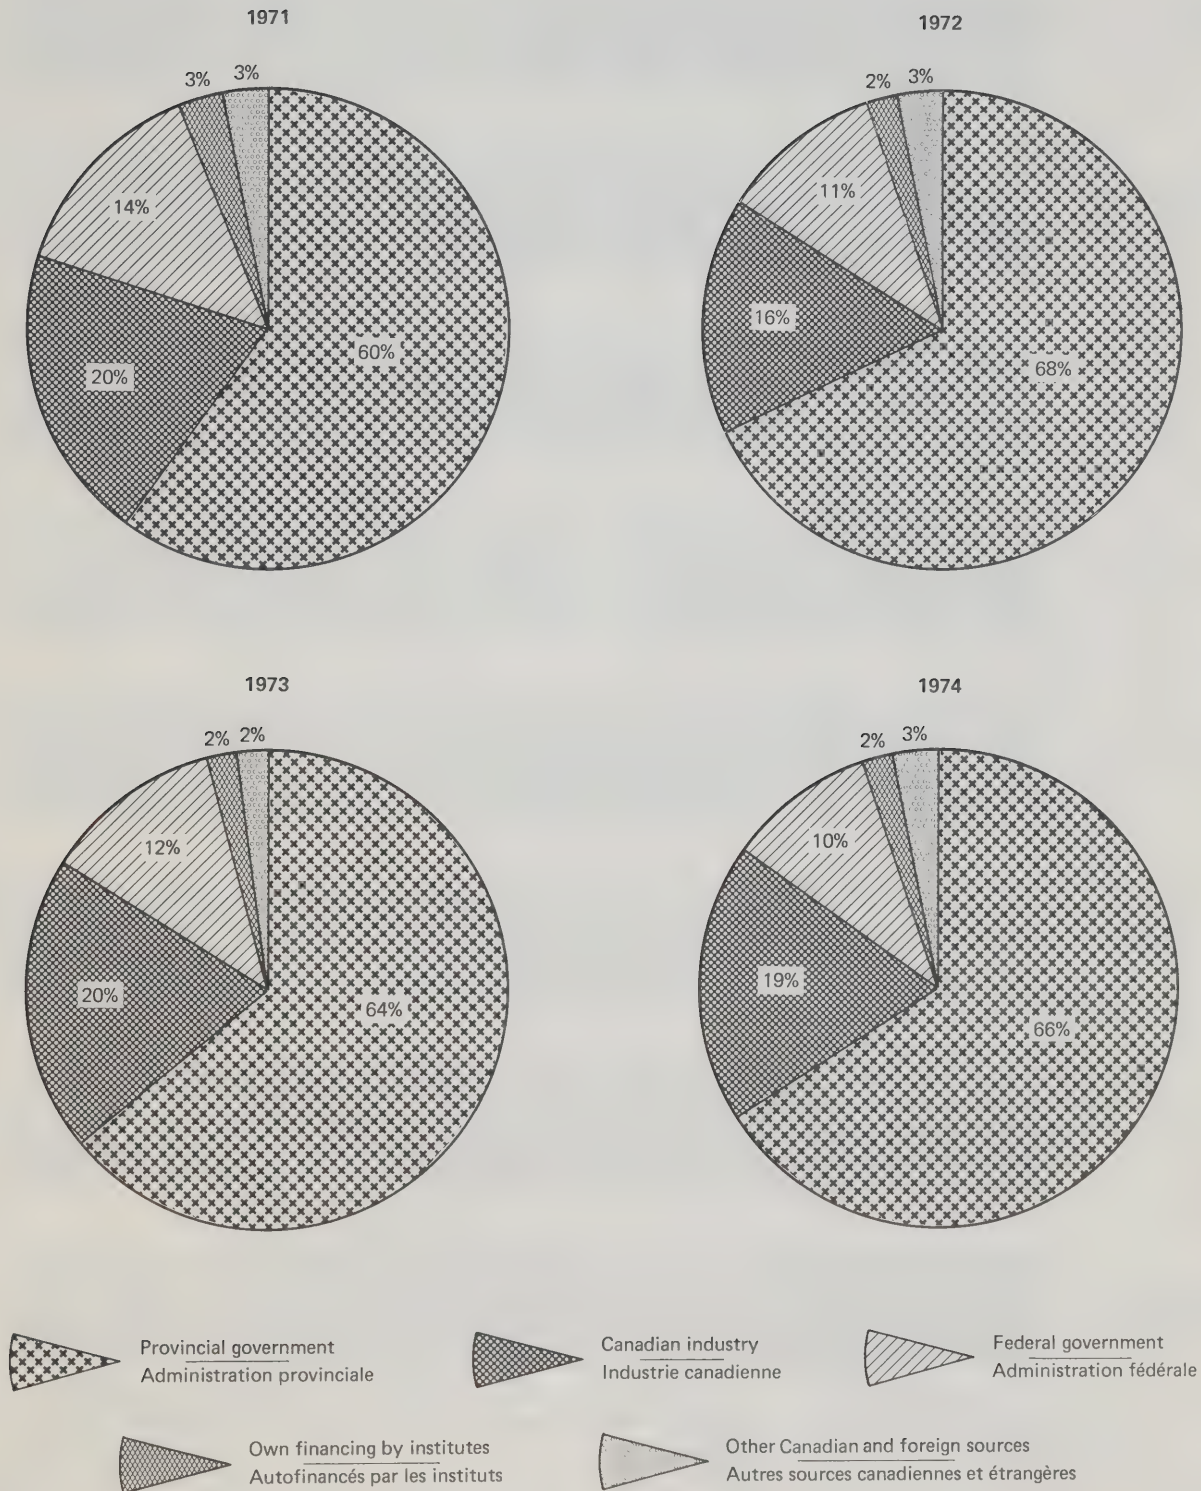 1971
3% 3%
14%
20%
60%
1972
2% 3%
11%
16%
68%
1973
2% 2%
12%
20%
64%
1974
2% 3%
10%
19%
66%
Provincial government
Administration provinciale
Canadian industry
Industrie canadienne
Federal government
Administration fédérale
Own financing by institutes
Autofinancés par les instituts
Other Canadian and foreign sources
Autres sources canadiennes et étrangères